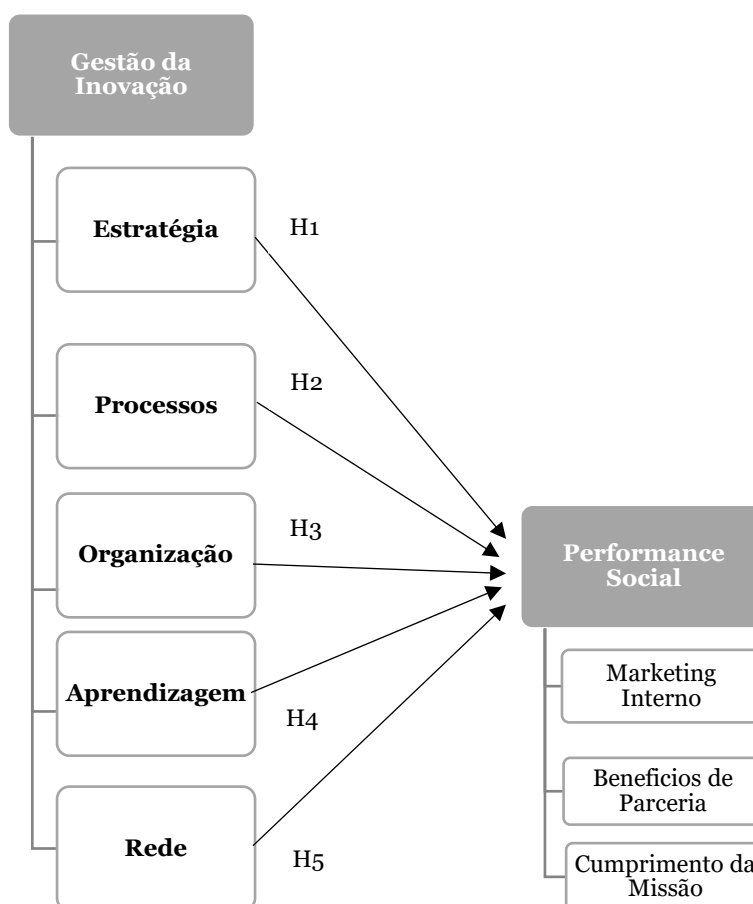 Gestão da
Inovação
Estratégia
H1
Processos
H2
Organização
H3
Performance
Social
Aprendizagem
H4
Marketing
Interno
Beneficios de
Parceria
Rede
H5
Cumprimento da
Missão